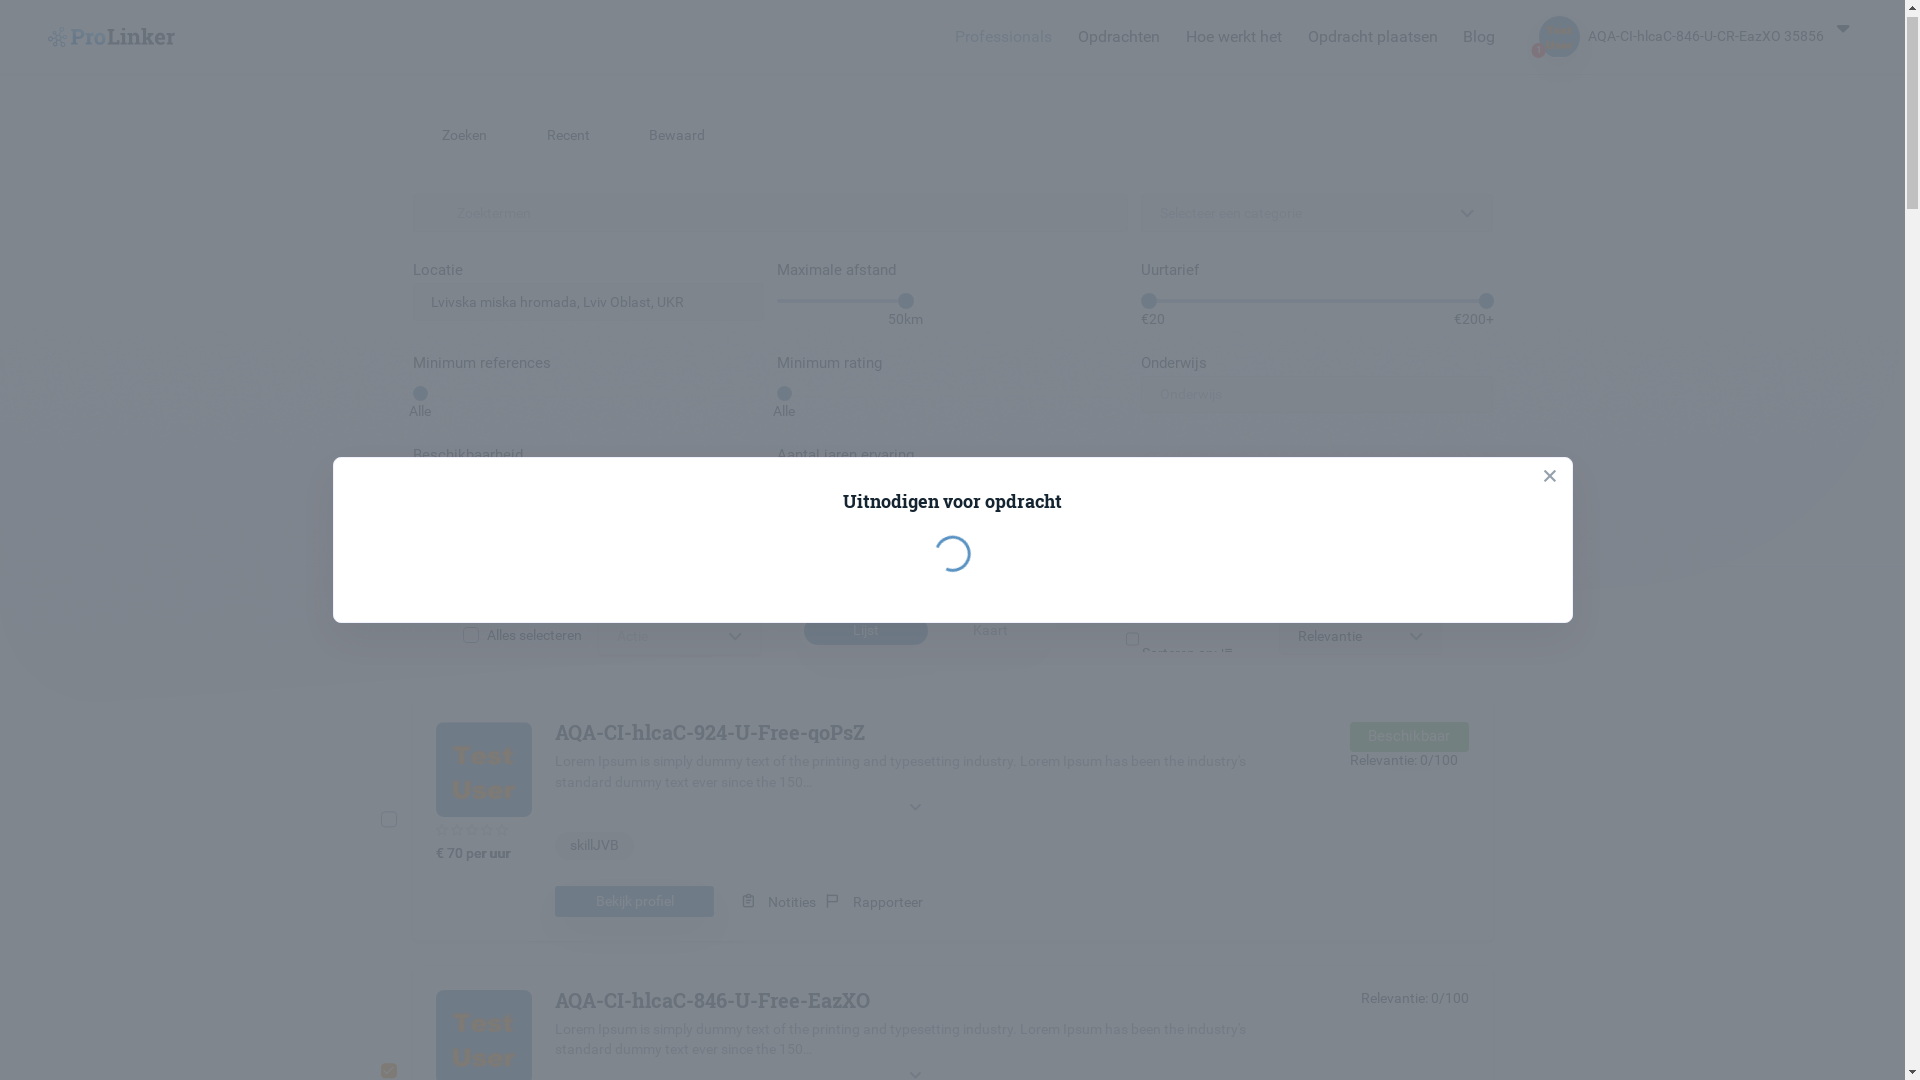 ProLinker
Professionals Opdrachten Hoe werkt het Opdracht plaatsen Blog AQA-CI-hlcaC-846-U-CR-EazXO 35856
Zoeken Recent Bewaard
Zoektermen Selecteer een categorie
Locatie Maximale afstand Uurtarief
Lvivska miska hromada, Lviv Oblast, UKR
50km €20 €200+
Minimum references Minimum rating Onderwijs
Onderwijs
Alle Alle
Beschikbaarheid Aantal jaren ervaring
Uitnodigen voor opdracht
Alles selecteren Actie Lijst Kaart Relevantie
AQA-CI-hlcaC-924-U-Free-qoPsZ Beschikbaar
Lorem Ipsum is simply dummy text of the printing and typesetting industry. Lorem Ipsum has been the industry's Relevantie: 0/100
standard dummy text ever since the 150...
Test
User
skillJVB
€ 70 per uur
Bekijk profiel Notities Rapporteer
AQA-CI-hlcaC-846-U-Free-EazXO Relevantie: 0/100
Lorem Ipsum is simply dummy text of the printing and typesetting industry. Lorem Ipsum has been the industry's
standard dummy text ever since the 150...
Test
User